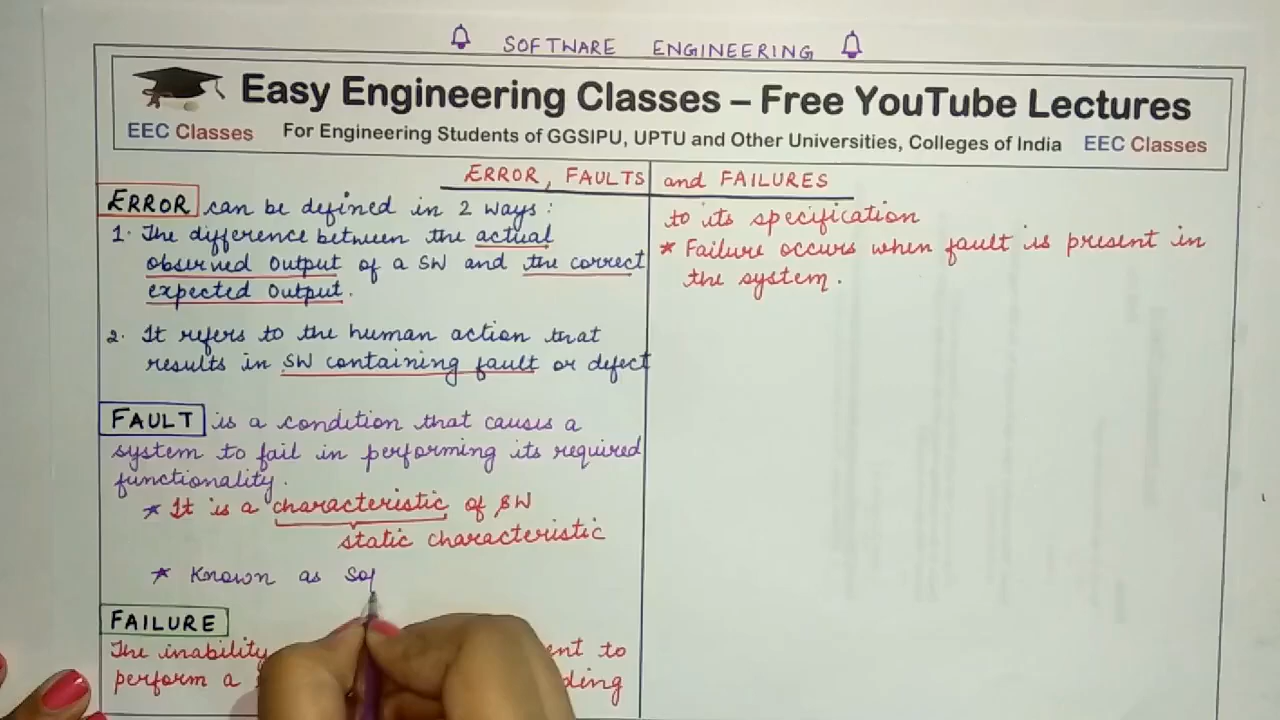 SOFTWARE ENGINEERING
Easy Engineering Classes – Free YouTube Lectures
EEC Classes For Engineering Students of GGSIPU, UPTU and Other Universities, Colleges of India EEC Classes
ERROR, FAULTS and FAILURES
ERROR can be defined in 2 ways:
1. The difference between the actual
observed output of a SW and the correct
expected output.
2. It refers to the human action that
results in SW containing fault or defect
FAULT is a condition that causes a
system to fail in performing its required
functionality.
* It is a characteristic of SW
static characteristic
* Known as Sof
FAILURE
The inability ent to
perform a ding
to its specification
* Failure occurs when fault is present in
the system.